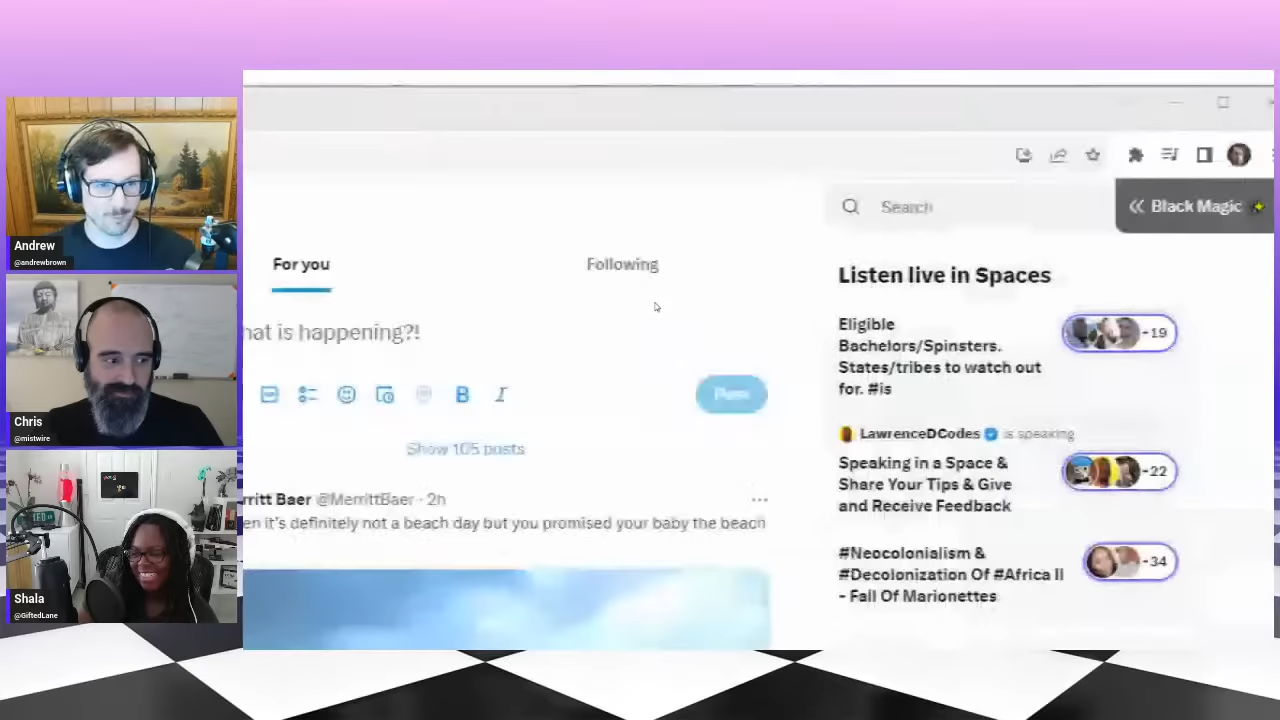 Andrew
@andrewbrown
Chris
@mistwire
Shala
@GiftedLane
Search
Black Magic
For you
Following
hat is happening?!
Show 105 posts
rritt Baer @MerrittBaer · 2h
en it's definitely not a beach day but you promised your baby the beach
Listen live in Spaces
Eligible
Bachelors/Spinsters.
States/tribes to watch out
for. #is
+19
LawrenceDCodes is speaking
Speaking in a Space &
Share Your Tips & Give
and Receive Feedback
+22
#Neocolonialism &
#Decolonization Of #Africa II
- Fall Of Marionettes
+34